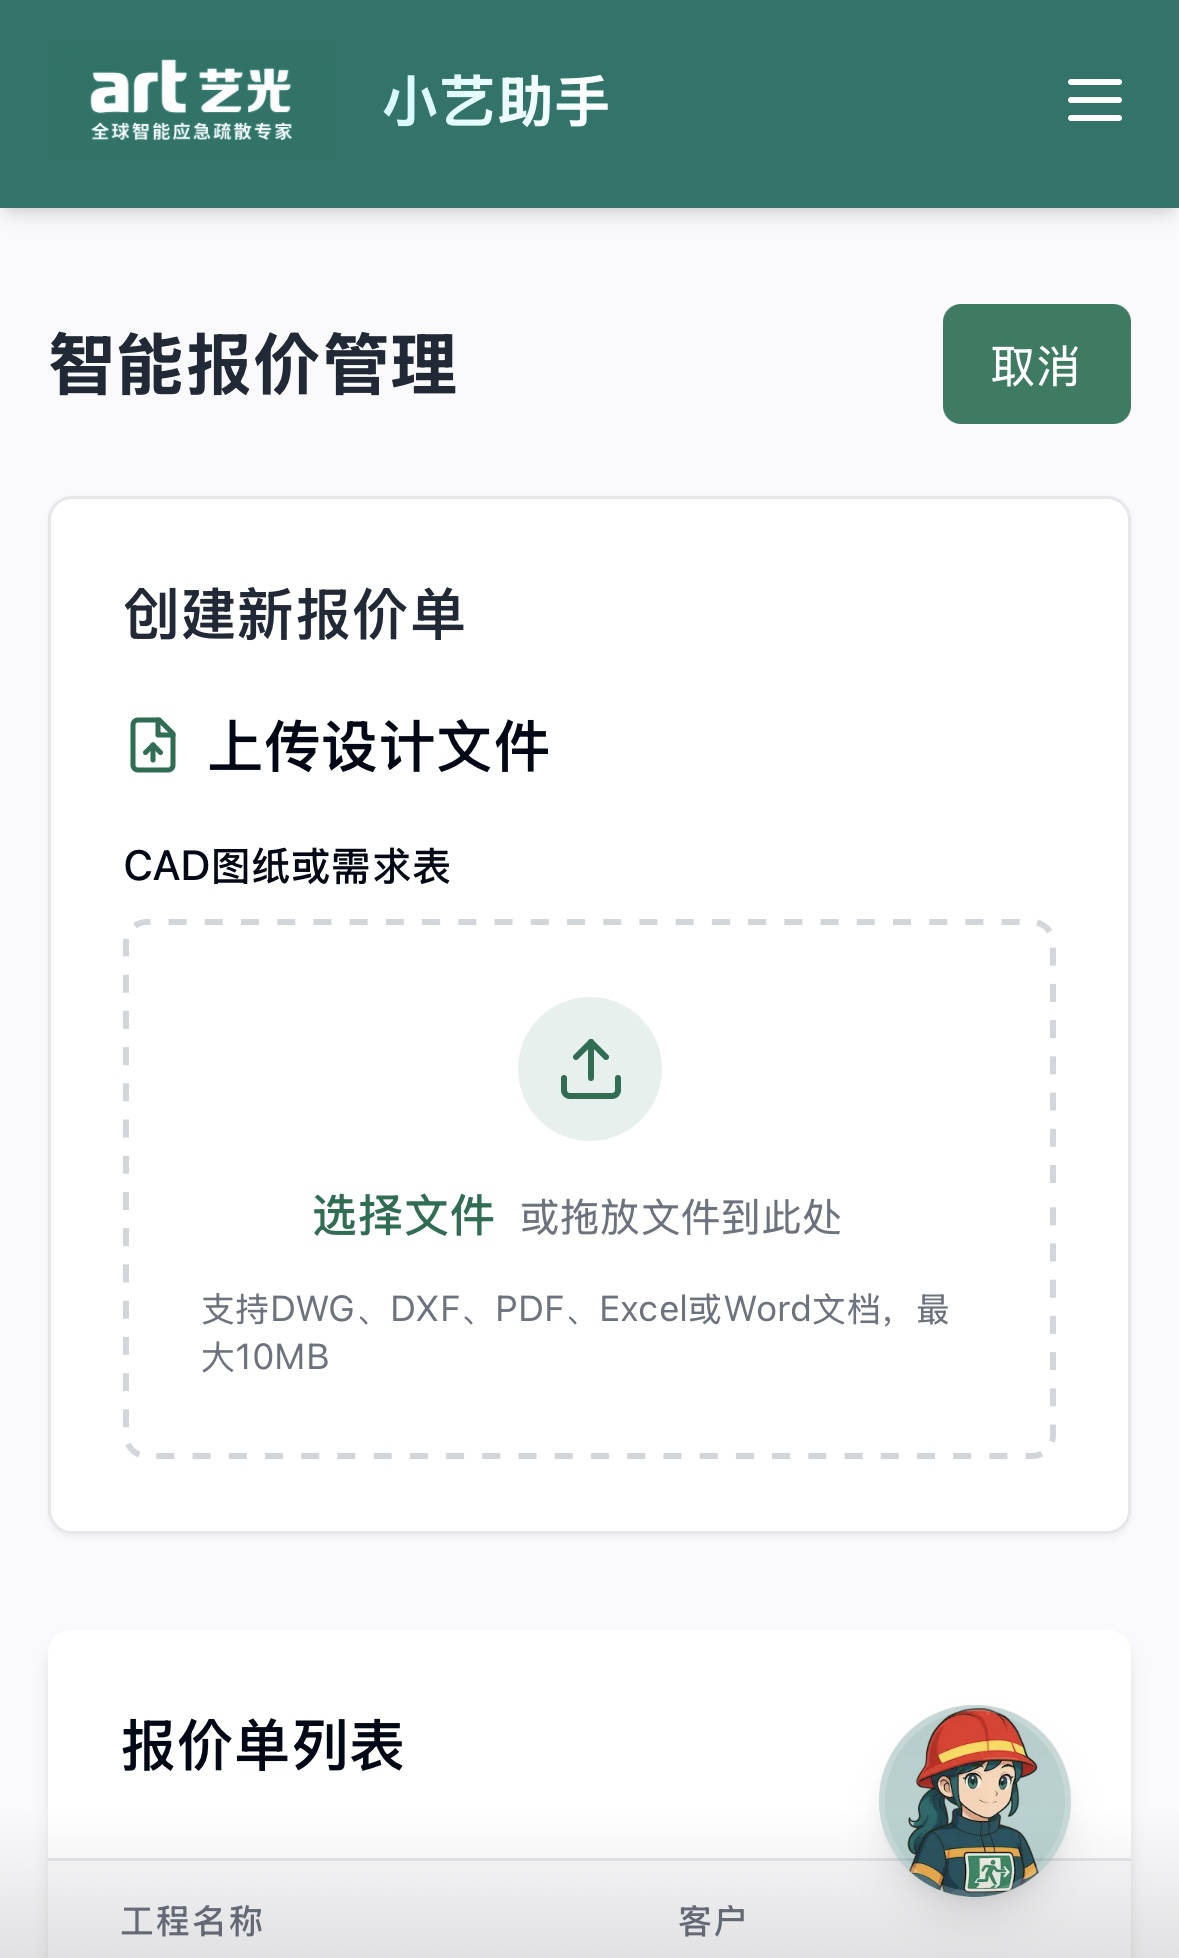 art 艺光
全球智能应急疏散专家
小艺助手
智能报价管理
取消
创建新报价单
上传设计文件
CAD图纸或需求表
选择文件 或拖放文件到此处
支持DWG、DXF、PDF、Excel或Word文档，最
大10MB
报价单列表
工程名称 客户